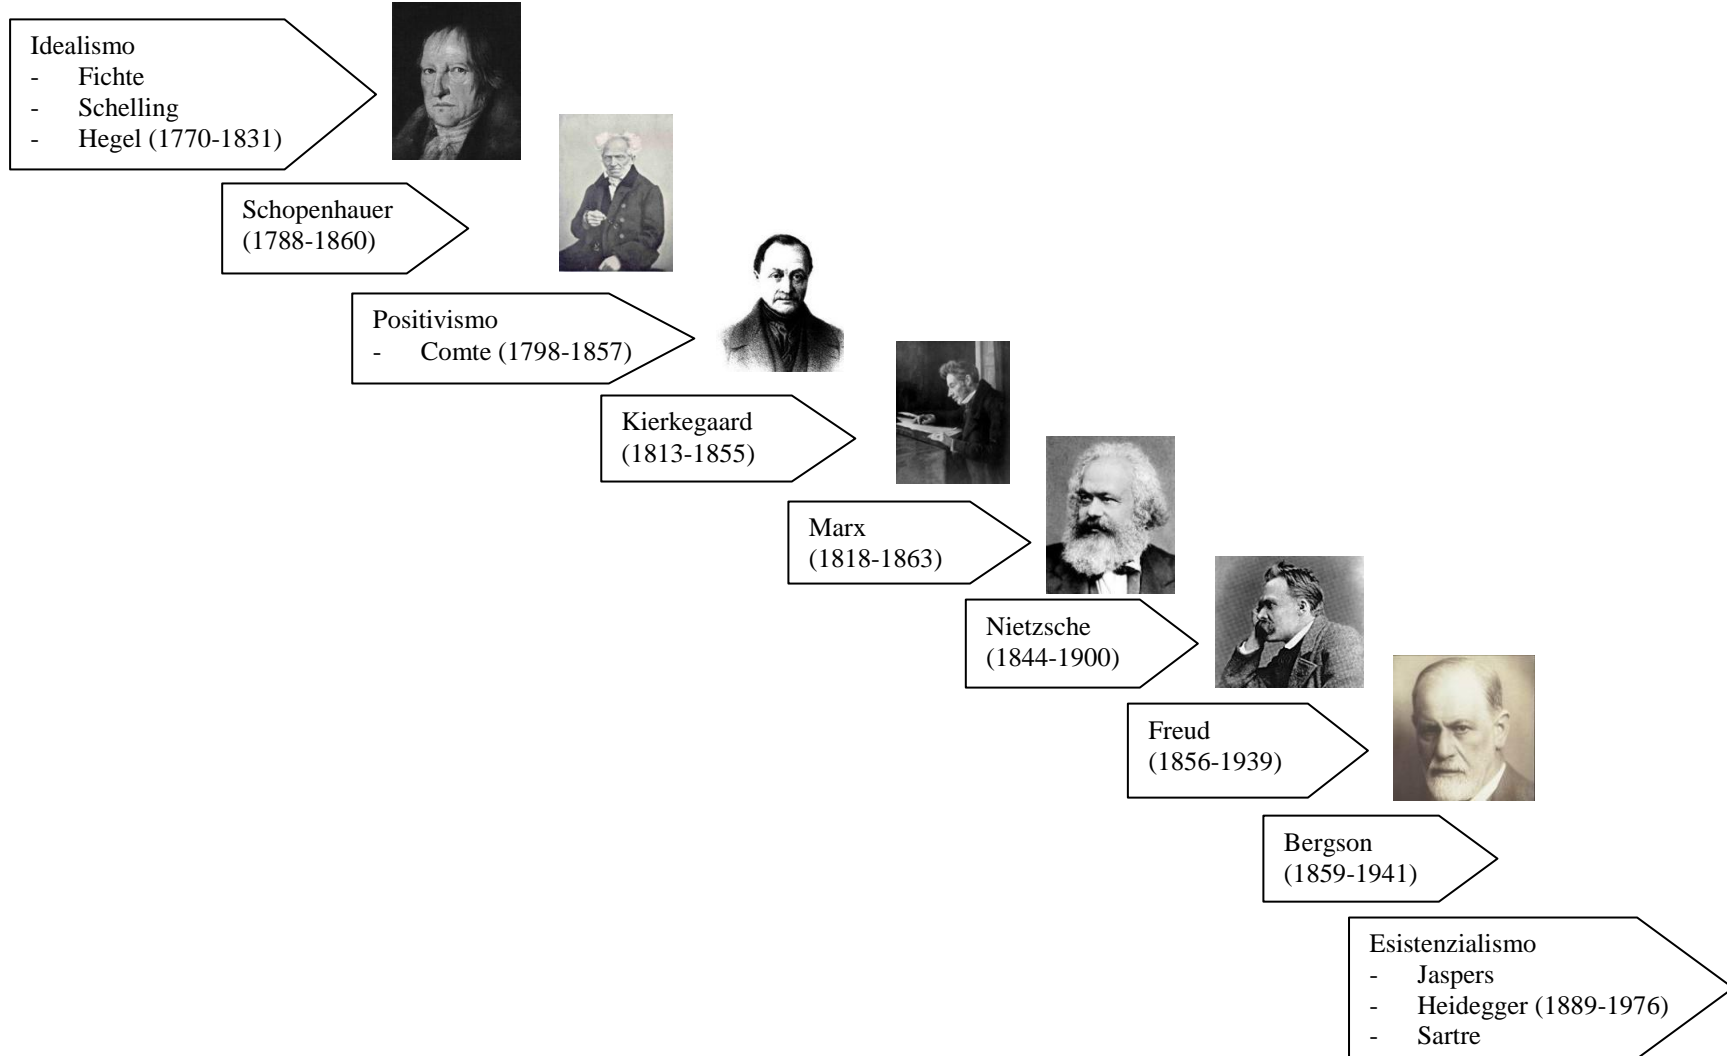 Idealismo
- Fichte
- Schelling
- Hegel (1770-1831)
Schopenhauer
(1788-1860)
Positivismo
- Comte (1798-1857)
Kierkegaard
(1813-1855)
Marx
(1818-1863)
Nietzsche
(1844-1900)
Freud
(1856-1939)
Bergson
(1859-1941)
Esistenzialismo
- Jaspers
- Heidegger (1889-1976)
- Sartre